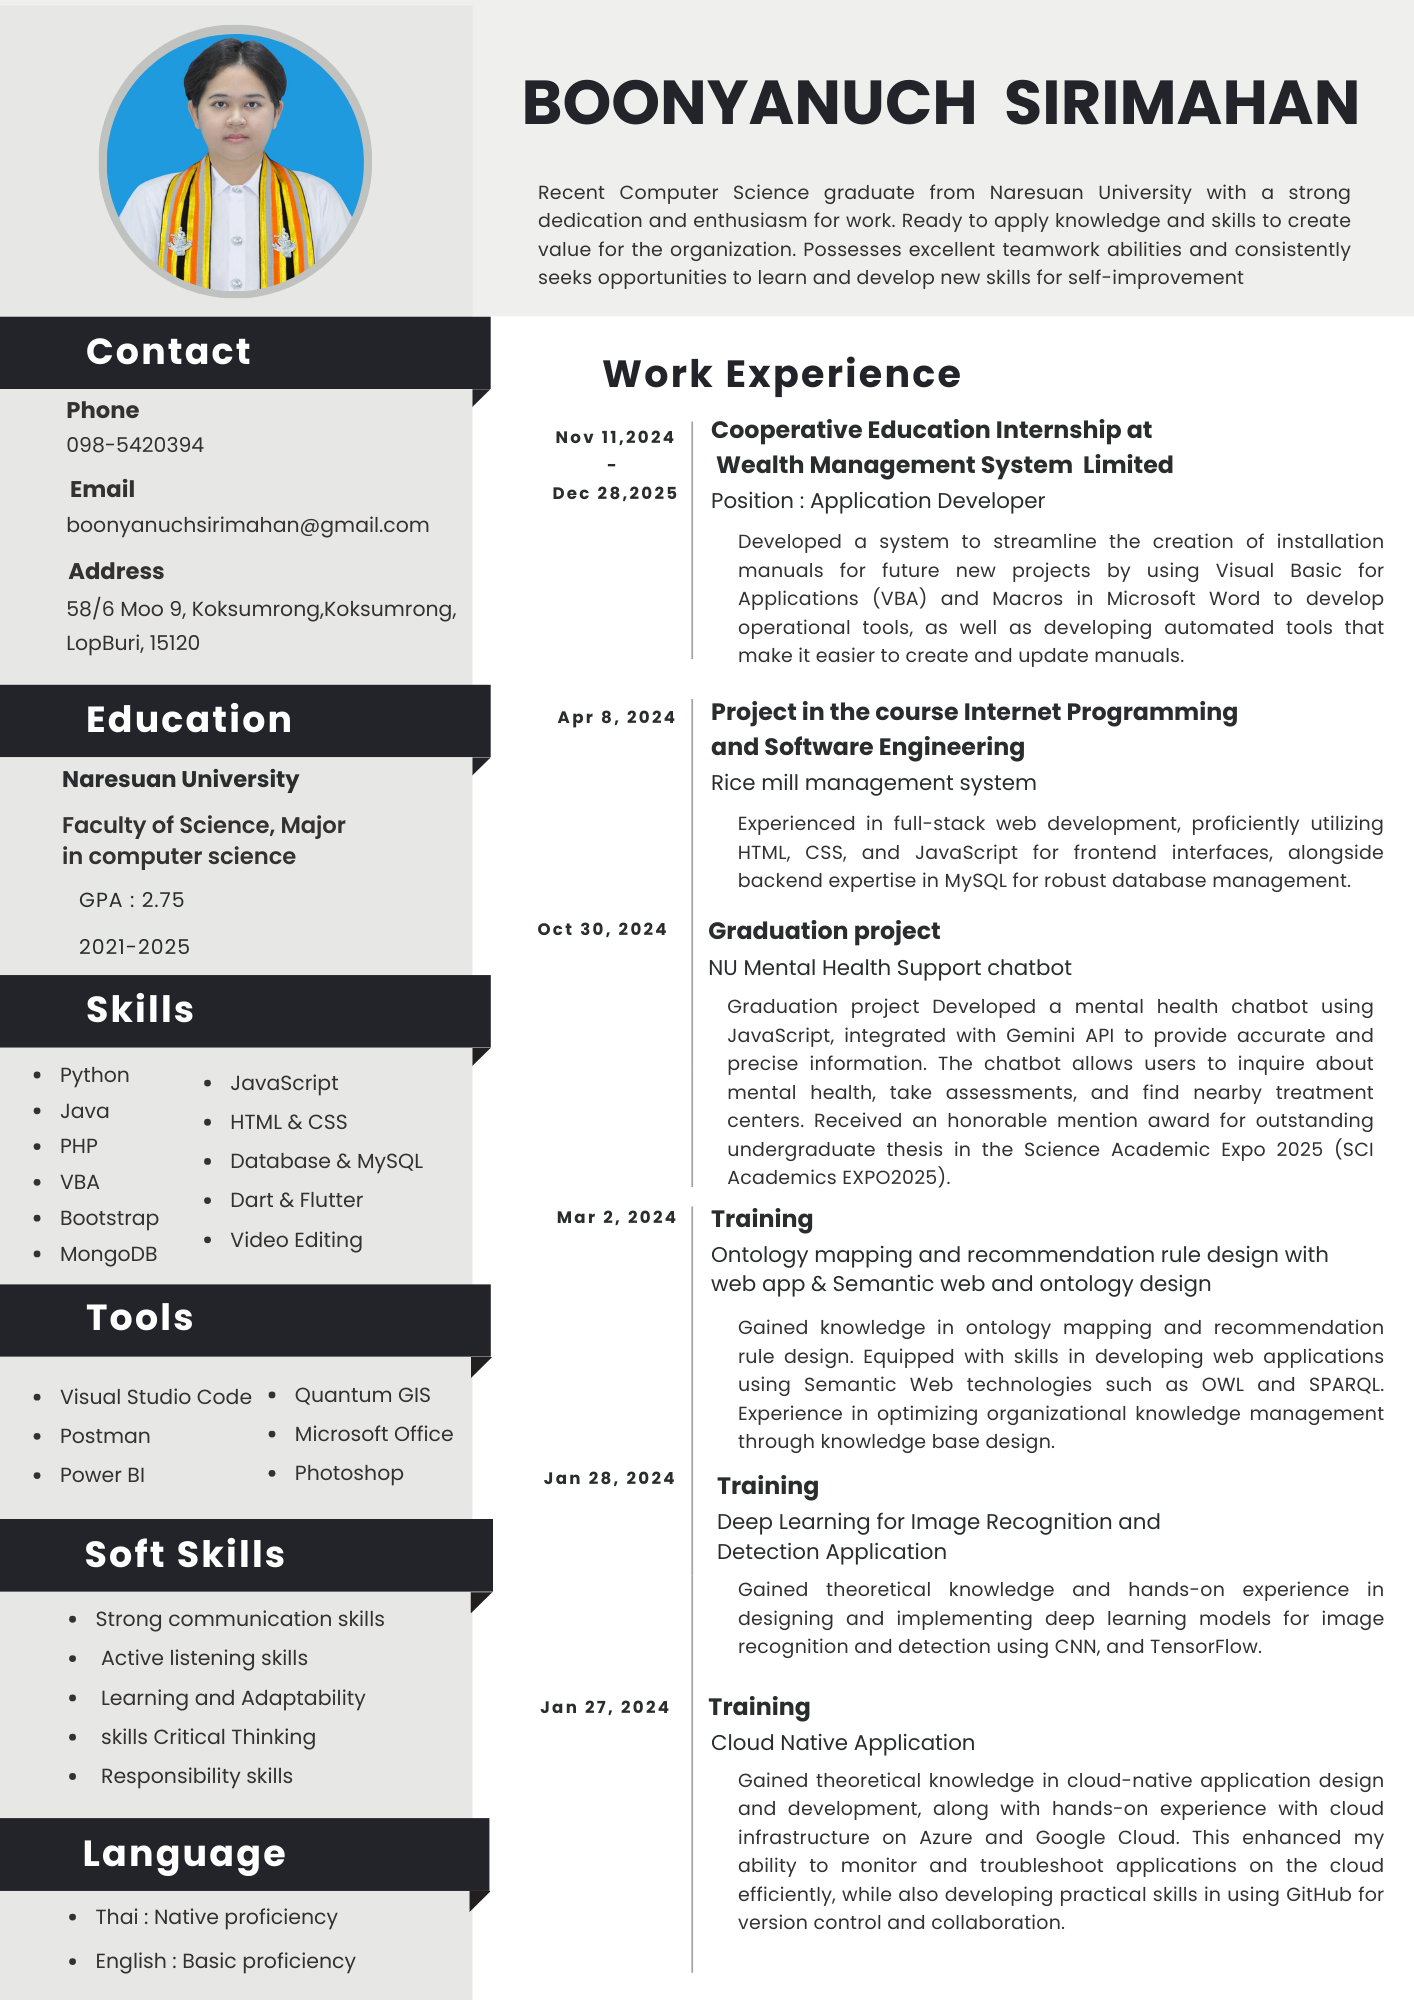 BOONYANUCH SIRIMAHAN
Recent Computer Science graduate from Naresuan University with a strong
dedication and enthusiasm for work. Ready to apply knowledge and skills to create
value for the organization. Possesses excellent teamwork abilities and consistently
seeks opportunities to learn and develop new skills for self-improvement
Contact
Phone
098-5420394
Email
boonyanuchsirimahan@gmail.com
Address
58/6 Moo 9, Koksumrong,Koksumrong,
LopBuri, 15120
Education
Naresuan University
Faculty of Science, Major
in computer science
GPA : 2.75
2021-2025
Skills
• Python
• Java
• PHP
• VBA
• Bootstrap
• MongoDB
• JavaScript
• HTML & CSS
• Database & MySQL
• Dart & Flutter
• Video Editing
Tools
• Visual Studio Code
• Postman
• Power BI
• Quantum GIS
• Microsoft Office
• Photoshop
Soft Skills
• Strong communication skills
• Active listening skills
• Learning and Adaptability
• skills Critical Thinking
• Responsibility skills
Language
• Thai : Native proficiency
• English : Basic proficiency
Work Experience
Nov 11,2024
-
Dec 28,2025
Cooperative Education Internship at
Wealth Management System Limited
Position : Application Developer
Developed a system to streamline the creation of installation
manuals for future new projects by using Visual Basic for
Applications (VBA) and Macros in Microsoft Word to develop
operational tools, as well as developing automated tools that
make it easier to create and update manuals.
Apr 8, 2024
Project in the course Internet Programming
and Software Engineering
Rice mill management system
Experienced in full-stack web development, proficiently utilizing
HTML, CSS, and JavaScript for frontend interfaces, alongside
backend expertise in MySQL for robust database management.
Oct 30, 2024
Graduation project
NU Mental Health Support chatbot
Graduation project Developed a mental health chatbot using
JavaScript, integrated with Gemini API to provide accurate and
precise information. The chatbot allows users to inquire about
mental health, take assessments, and find nearby treatment
centers. Received an honorable mention award for outstanding
undergraduate thesis in the Science Academic Expo 2025 (SCI
Academics EXPO2025).
Mar 2, 2024
Training
Ontology mapping and recommendation rule design with
web app & Semantic web and ontology design
Gained knowledge in ontology mapping and recommendation
rule design. Equipped with skills in developing web applications
using Semantic Web technologies such as OWL and SPARQL.
Experience in optimizing organizational knowledge management
through knowledge base design.
Jan 28, 2024
Training
Deep Learning for Image Recognition and
Detection Application
Gained theoretical knowledge and hands-on experience in
designing and implementing deep learning models for image
recognition and detection using CNN, and TensorFlow.
Jan 27, 2024
Training
Cloud Native Application
Gained theoretical knowledge in cloud-native application design
and development, along with hands-on experience with cloud
infrastructure on Azure and Google Cloud. This enhanced my
ability to monitor and troubleshoot applications on the cloud
efficiently, while also developing practical skills in using GitHub for
version control and collaboration.